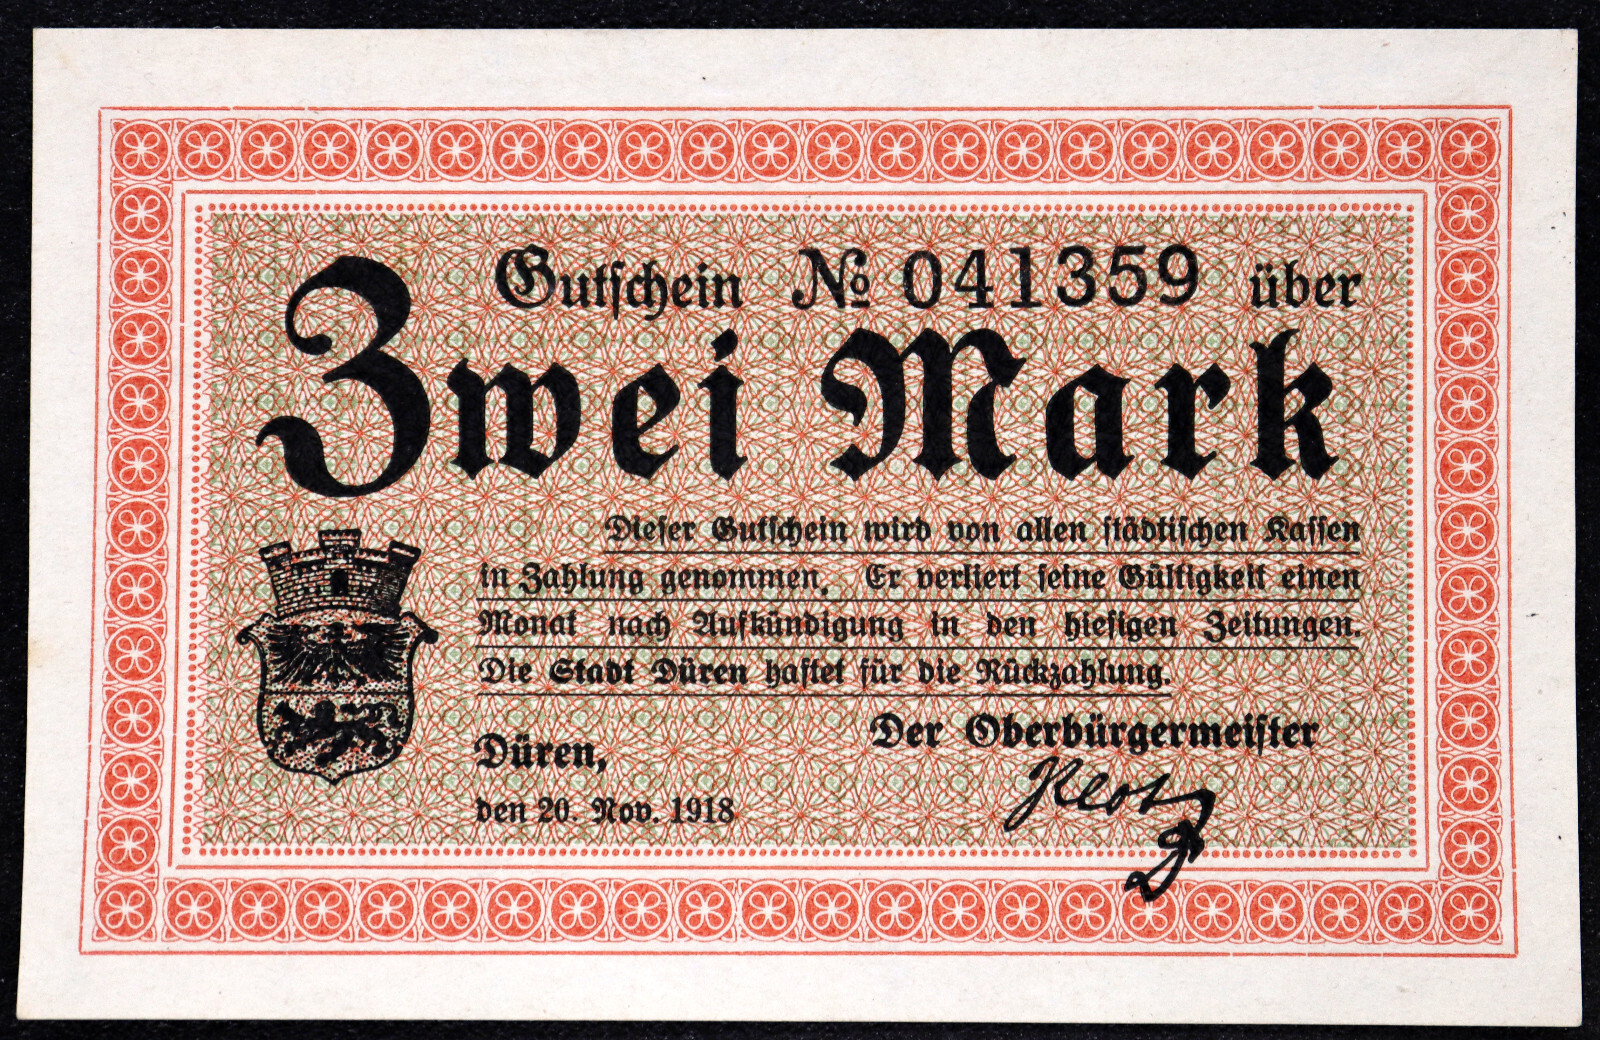 Gutschein № 041359 über
Zwei Mark
Dieser Gutschein wird von allen städtischen Kassen
in Zahlung genommen. Er verliert seine Gültigkeit einen
Monat nach Aufkündigung in den hiesigen Zeitungen.
Die Stadt Düren haftet für die Rückzahlung.
Der Oberbürgermeister
Düren,
den 20. Nov. 1918
Klotz